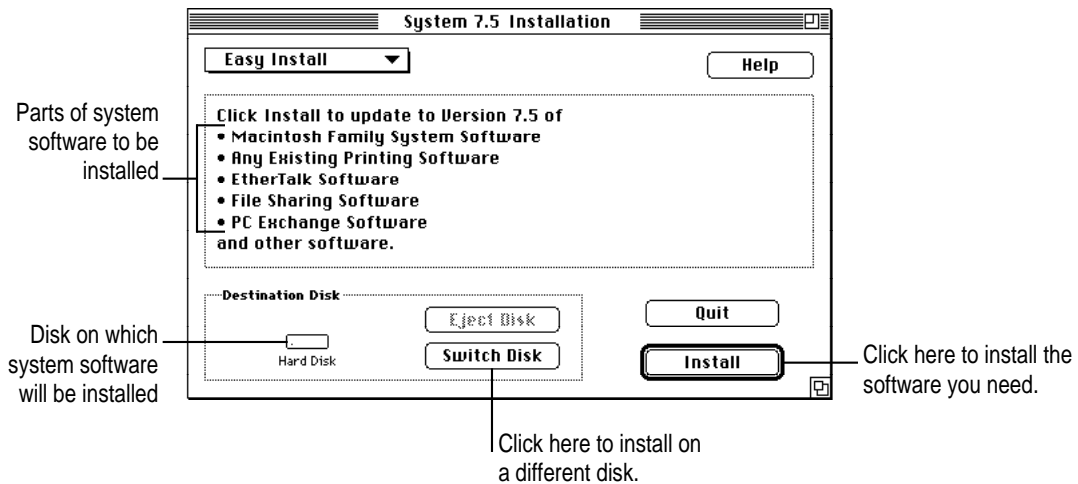 System 7.5 Installation
Easy Install
Help
Parts of system
software to be
installed
Click Install to update to Version 7.5 of
• Macintosh Family System Software
• Any Existing Printing Software
• EtherTalk Software
• File Sharing Software
• PC Exchange Software
and other software.
Destination Disk
Eject Disk
Quit
Disk on which
system software
will be installed
Hard Disk
Switch Disk
Install
Click here to install the
software you need.
Click here to install on
a different disk.